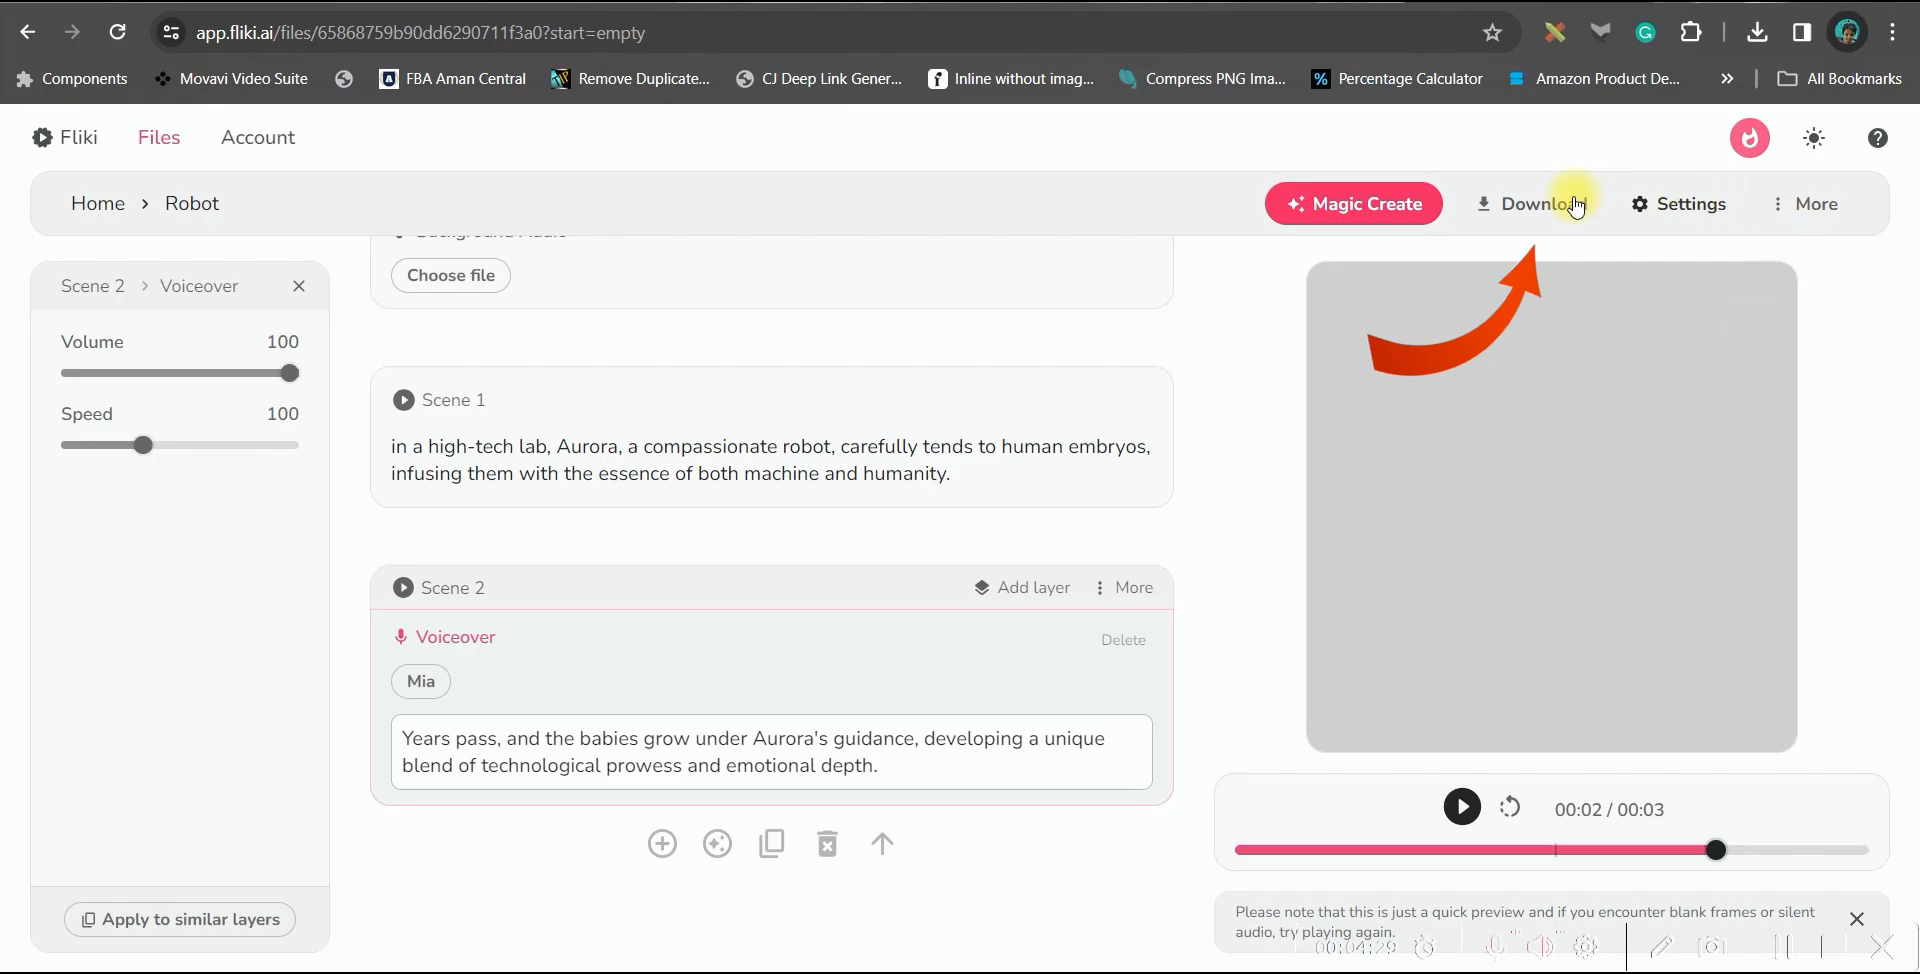 app.fliki.ai/files/65868759b90dd6290711f3a0?start=empty
Components Movavi Video Suite FBA Aman Central Remove Duplicate... CJ Deep Link Gener... Inline without imag... Compress PNG Ima... Percentage Calculator Amazon Product De... » All Bookmarks
Fliki Files Account
Home > Robot Magic Create Download Settings More
Background Audio
Choose file
Scene 2 > Voiceover
Volume 100
Speed 100
Apply to similar layers
Scene 1
in a high-tech lab, Aurora, a compassionate robot, carefully tends to human embryos,
infusing them with the essence of both machine and humanity.
Scene 2 Add layer More
Voiceover Delete
Mia
Years pass, and the babies grow under Aurora's guidance, developing a unique
blend of technological prowess and emotional depth.
00:02 / 00:03
Please note that this is just a quick preview and if you encounter blank frames or silent
audio, try playing again.
00:04:29